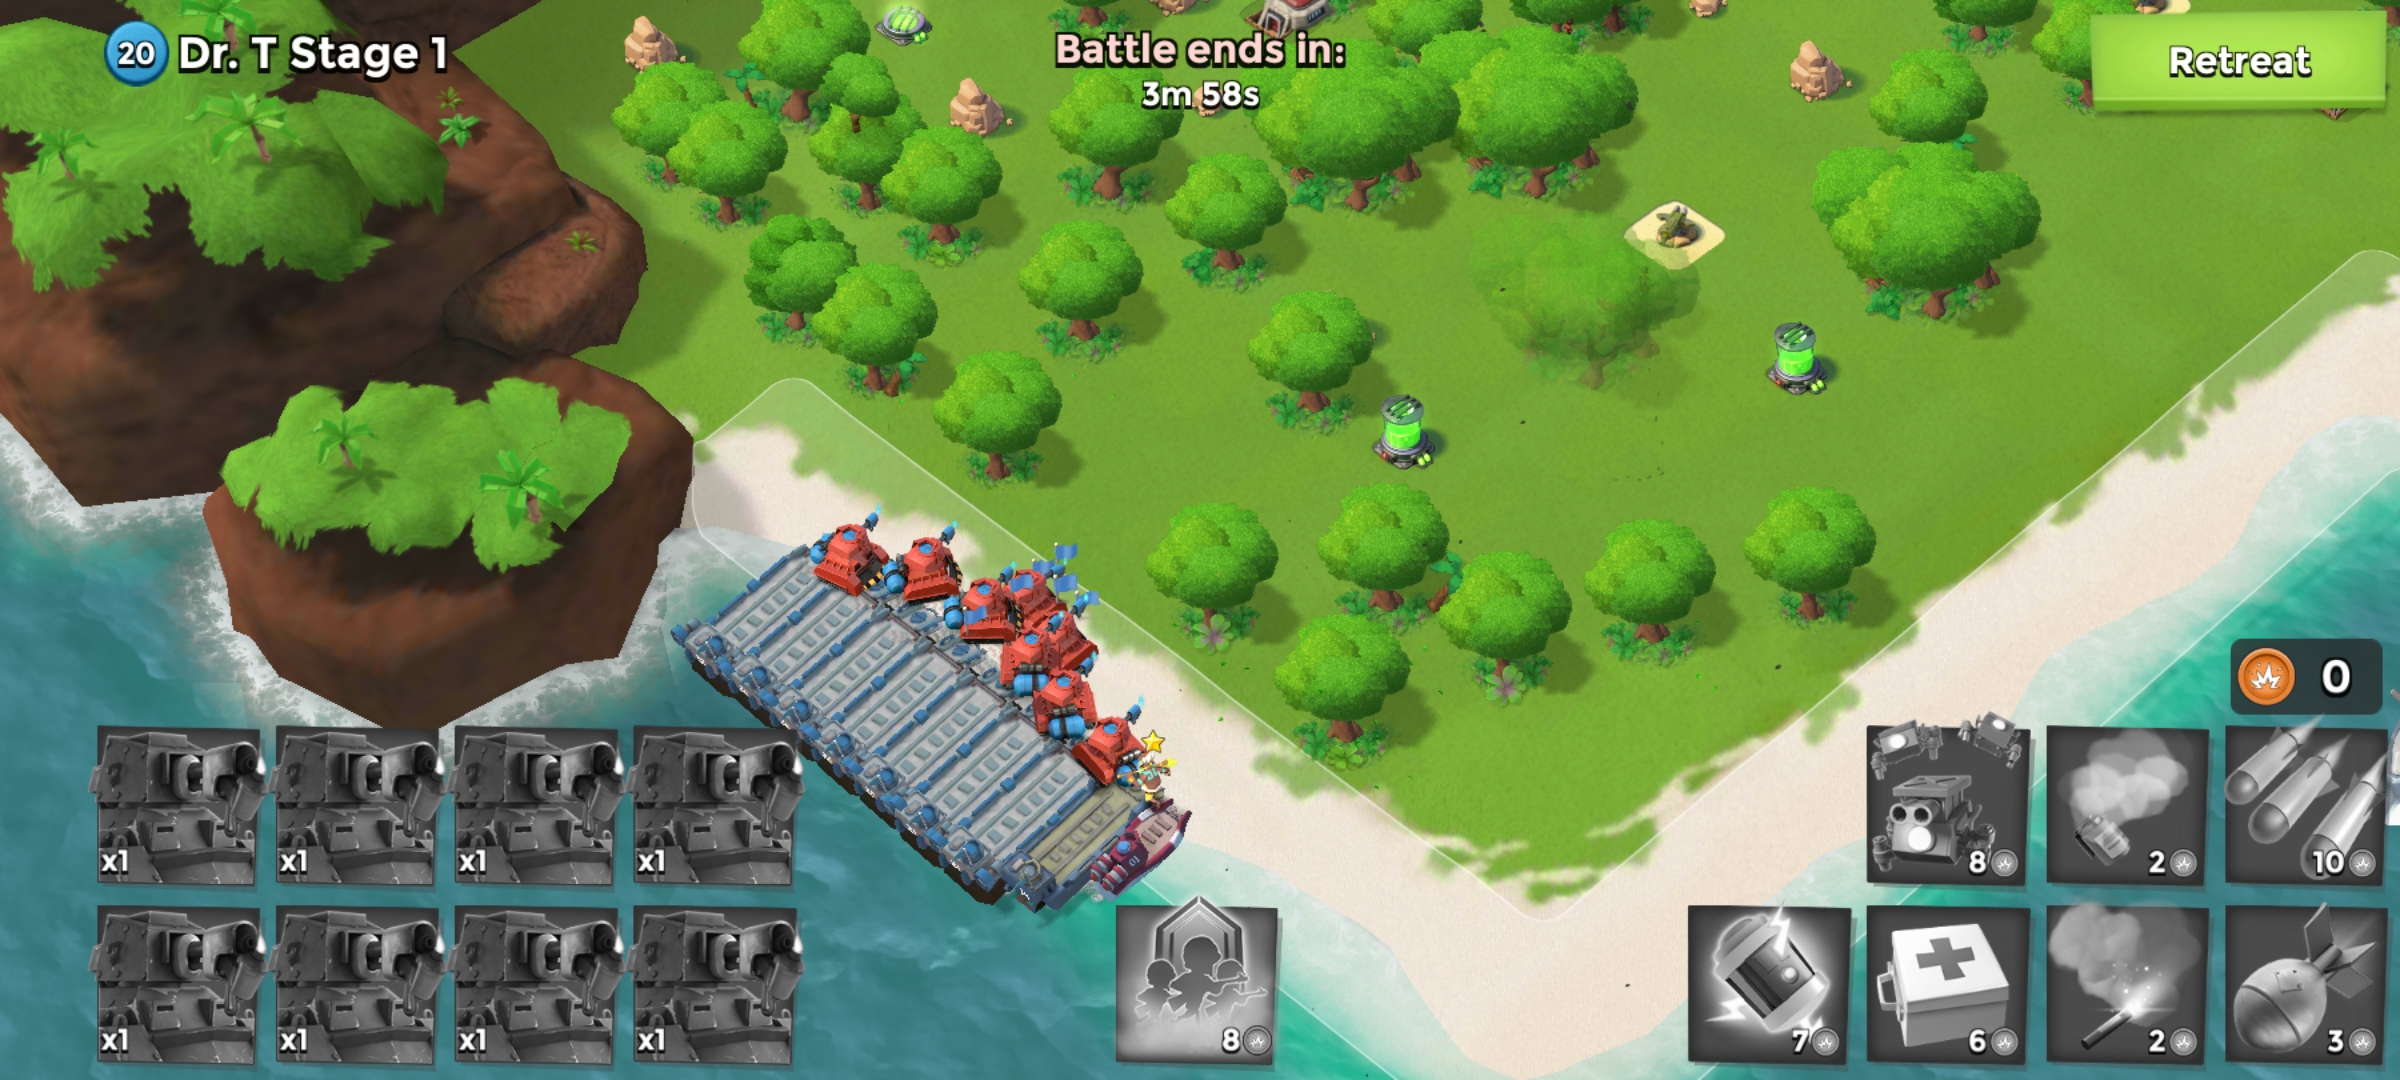 20 Dr. T Stage 1
Battle ends in:
3m 58s
Retreat
0
x1 x1 x1 x1
8 2 10
x1 x1 x1 x1
8
7 6 2 3